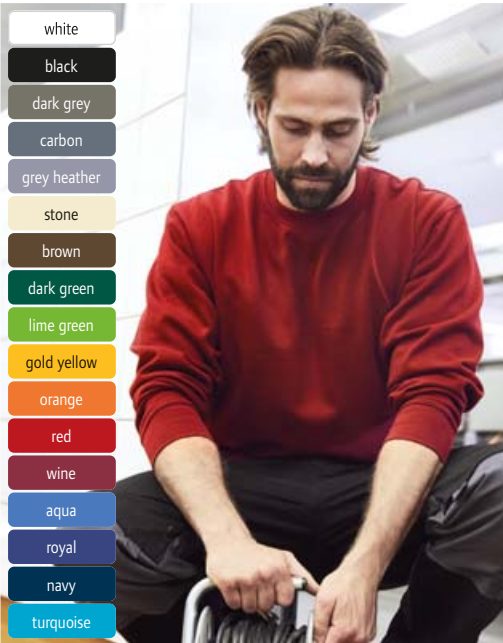 white
black
dark grey
carbon
grey heather
stone
brown
dark green
lime green
gold yellow
orange
red
wine
aqua
royal
navy
turquoise